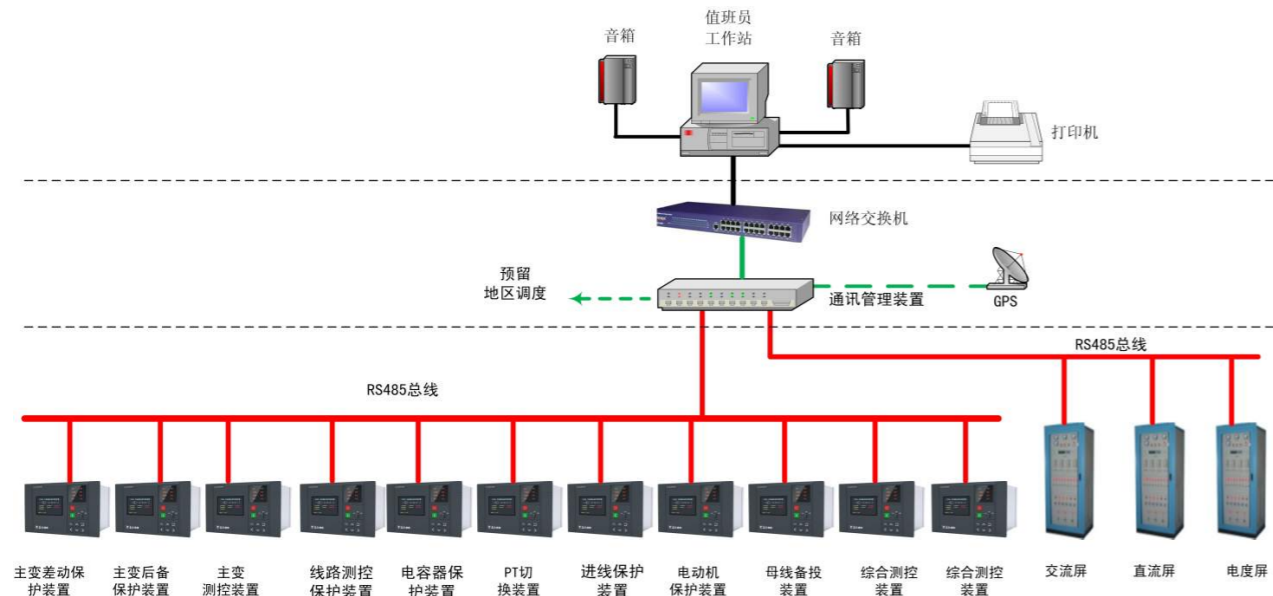 值班员
工作站
音箱
音箱
打印机
网络交换机
预留
地区调度
通讯管理装置
GPS
RS485总线
RS485总线
主变差动保
护装置
主变后备
保护装置
主变
测控装置
线路测控
保护装置
电容器保
护装置
PT切
换装置
进线保护
装置
电动机
保护装置
母线备投
装置
综合测控
装置
综合测控
装置
交流屏
直流屏
电度屏